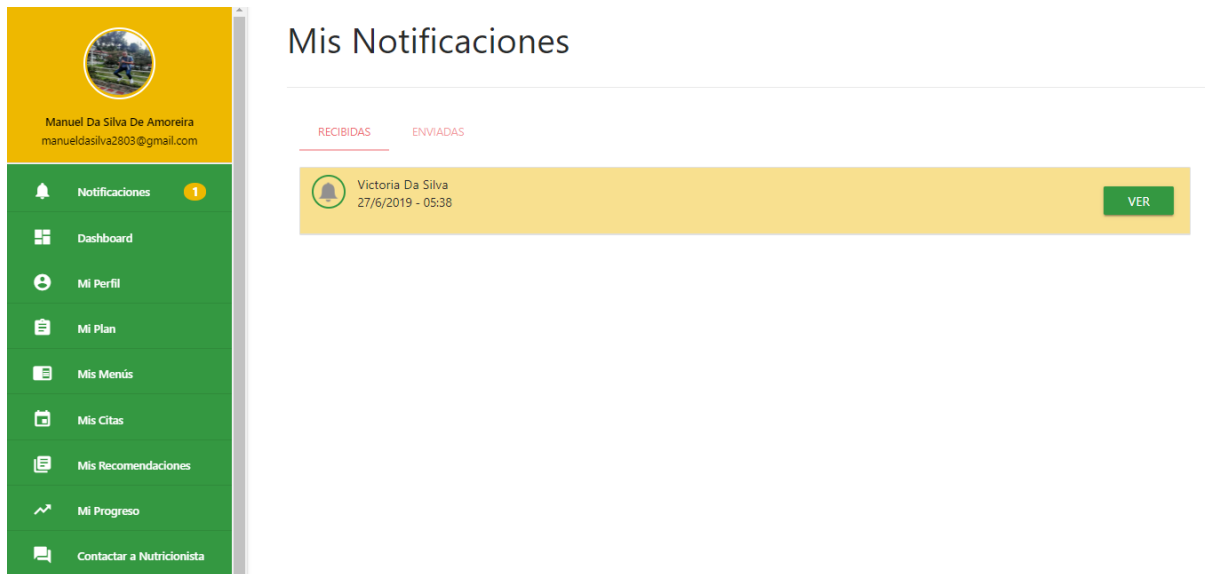 Manuel Da Silva De Amoreira
manueldasilva2803@gmail.com
Notificaciones 1
Dashboard
Mi Perfil
Mi Plan
Mis Menús
Mis Citas
Mis Recomendaciones
Mi Progreso
Contactar a Nutricionista
Mis Notificaciones
RECIBIDAS ENVIADAS
Victoria Da Silva
27/6/2019 - 05:38
VER